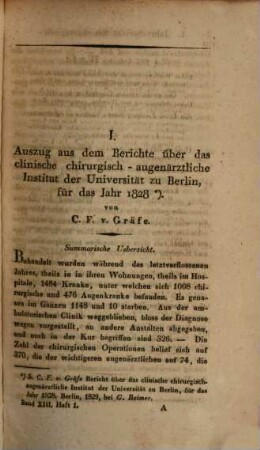 I.
Auszug aus dem Berichte über das
clinische chirurgisch-augenärztliche
Institut der Universität zu Berlin,
für das Jahr 1828 *).
von
C. F. v. Gräfe.
Summarische Uebersicht.
Behandelt wurden während des letztverflossenen
Jahres, theils in in ihren Wohnungen, theils im Hos-
pitale, 1484 Kranke, unter welchen sich 1008 chi-
rurgische und 476 Augenkranke befanden. Es gena-
sen im Ganzen 1148 und 10 starben. Aus der am-
bulatorischen Clinik weggeblieben, bloss der Diagnose
wegen vorgestellt, an andere Anstalten abgegeben,
und noch in der Kur begriffen sind 326. — Die
Zahl der chirurgischen Operationen belief sich auf
370, die der wichtigeren augenärztlichen auf 74, die
*) S. C. F. v. Gräfe Bericht über das clinische chirurgisch-
augenärztliche Institut der Universität zu Berlin, für das
Jahr 1828. Berlin, 1829, bei G. Reimer.
Band XIII. Heft 1. A